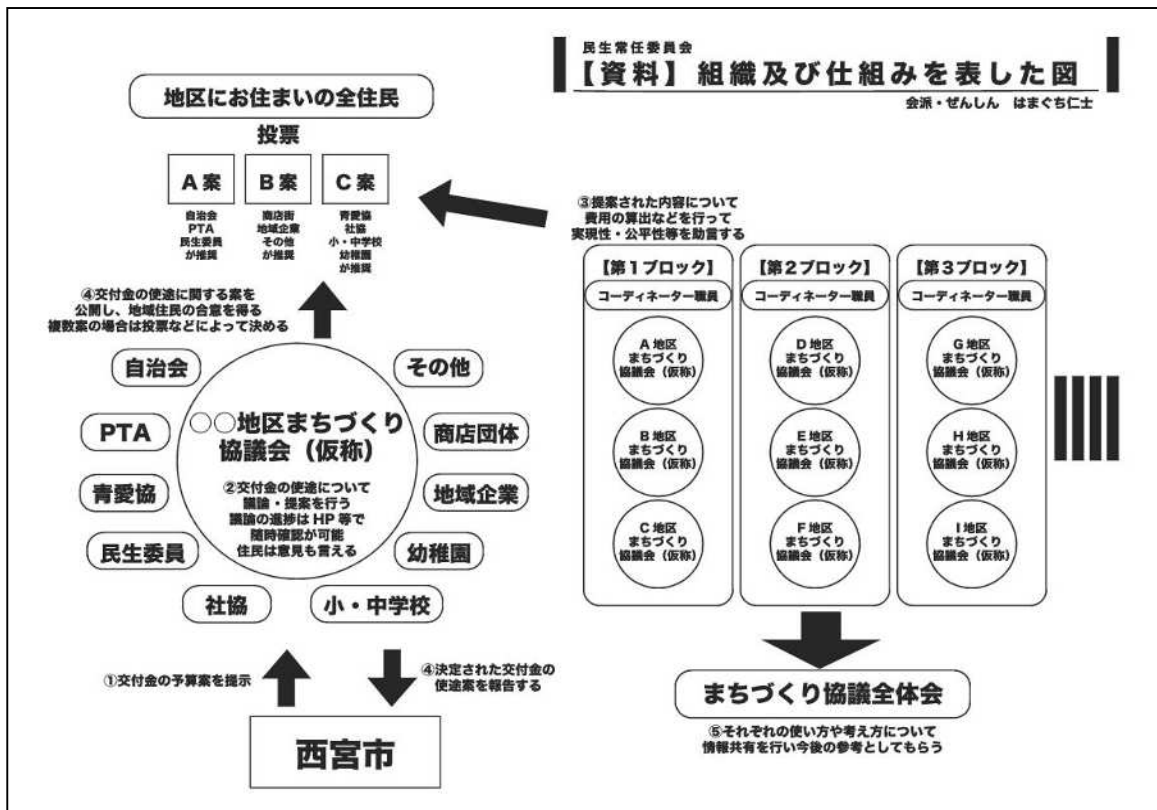 民生常任委員会
【資料】組織及び仕組みを表した図
会派・ぜんしん　はまぐち仁士
地区にお住まいの全住民
投票
A 案
B 案
C 案
自治会
PTA
民生委員
が推奨
商店街
地域企業
その他
が推奨
青愛協
社協
小・中学校
幼稚園
が推奨
④交付金の使途に関する案を
公開し、地域住民の合意を得る
複数案の場合は投票などによって決める
自治会
PTA
青愛協
民生委員
社協
その他
商店団体
地域企業
幼稚園
小・中学校
○○地区まちづくり
協議会（仮称）
②交付金の使途について
議論・提案を行う
議論の進捗は HP 等で
随時確認が可能
住民は意見も言える
①交付金の予算案を提示
④決定された交付金の
使途案を報告する
西宮市
③提案された内容について
費用の算出などを行って
実現性・公平性等を助言する
【第１ブロック】
コーディネーター職員
A 地区
まちづくり
協議会（仮称）
B 地区
まちづくり
協議会（仮称）
C 地区
まちづくり
協議会（仮称）
【第２ブロック】
コーディネーター職員
D 地区
まちづくり
協議会（仮称）
E 地区
まちづくり
協議会（仮称）
F 地区
まちづくり
協議会（仮称）
【第３ブロック】
コーディネーター職員
G 地区
まちづくり
協議会（仮称）
H 地区
まちづくり
協議会（仮称）
I 地区
まちづくり
協議会（仮称）
まちづくり協議全体会
⑤それぞれの使い方や考え方について
情報共有を行い今後の参考としてもらう